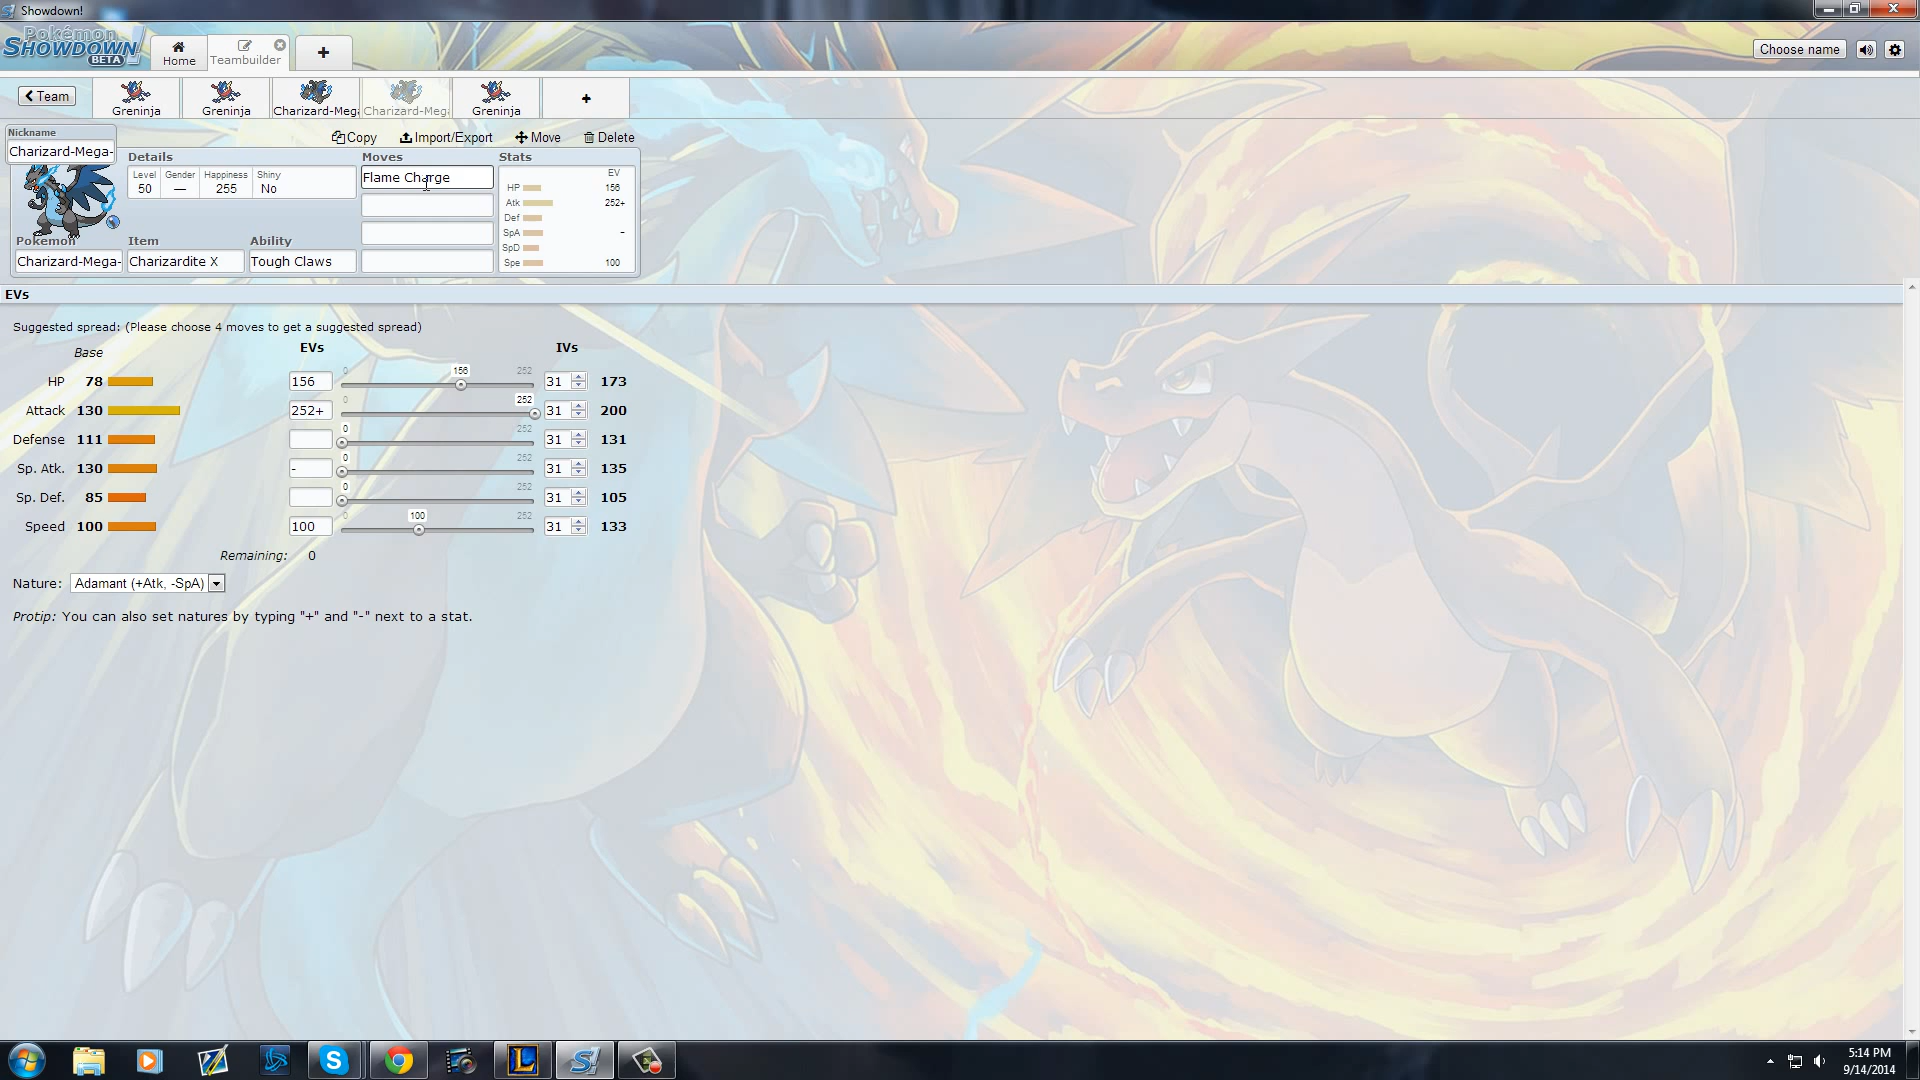 Showdown!
Pokémon
SHOWDOWN!
BETA
Home
Teambuilder
+
Choose name
Team
Greninja
Greninja
Charizard-Mega
Charizard-Mega
Greninja
+
Copy
Import/Export
Move
Delete
Nickname
Charizard-Mega-
Details
Level
50
Gender
—
Happiness
255
Shiny
No
Moves
Flame Charge
Stats
EV
HP 156
Atk 252+
Def
SpA -
SpD
Spe 100
Pokemon
Charizard-Mega-
Item
Charizardite X
Ability
Tough Claws
EVs
Suggested spread: (Please choose 4 moves to get a suggested spread)
Base EVs IVs
HP 78 156 0 156 252 31 173
Attack 130 252+ 0 252 31 200
Defense 111 0 252 31 131
Sp. Atk. 130 - 0 252 31 135
Sp. Def. 85 0 252 31 105
Speed 100 100 0 100 252 31 133
Remaining: 0
Nature: Adamant (+Atk, -SpA)
Protip: You can also set natures by typing "+" and "-" next to a stat.
5:14 PM
9/14/2014